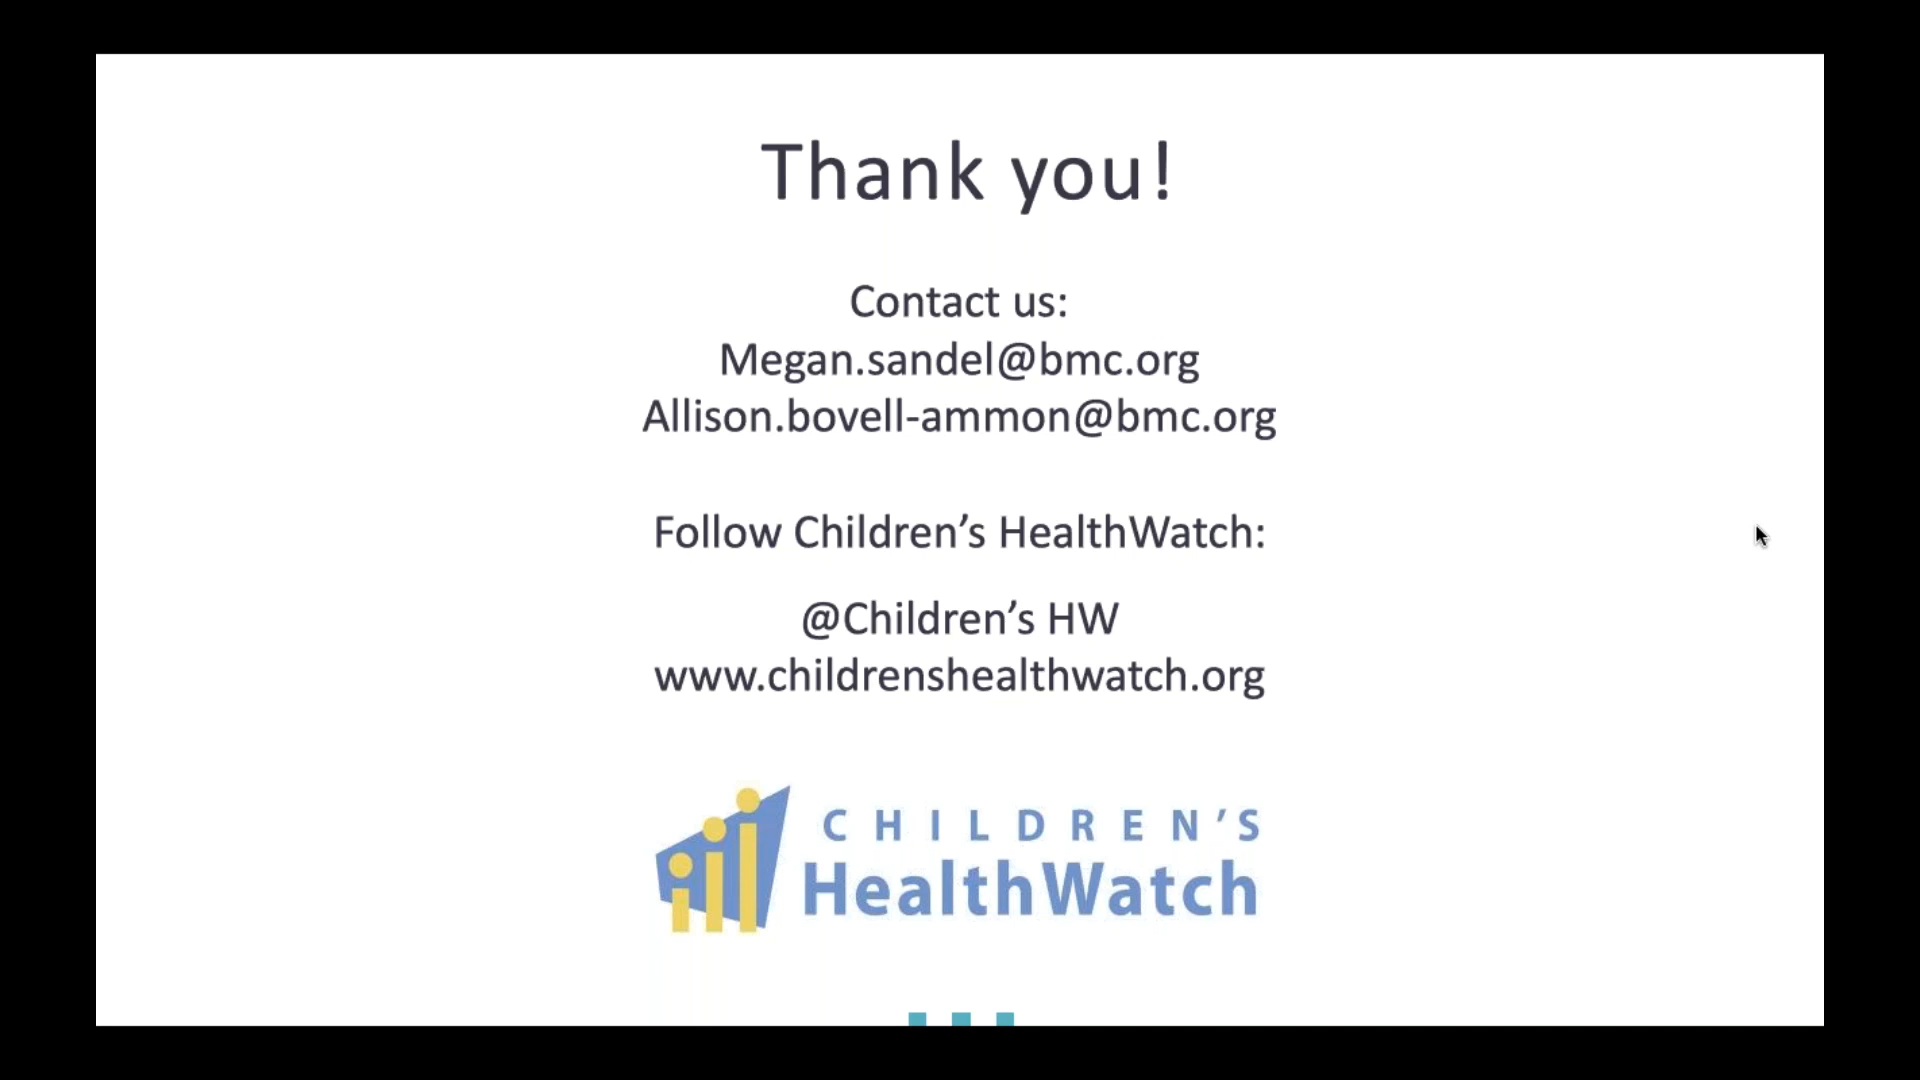 Thank you!
Contact us:
Megan.sandel@bmc.org
Allison.bovell-ammon@bmc.org
Follow Children’s HealthWatch:
@Children’s HW
www.childrenshealthwatch.org
CHILDREN’S
HealthWatch